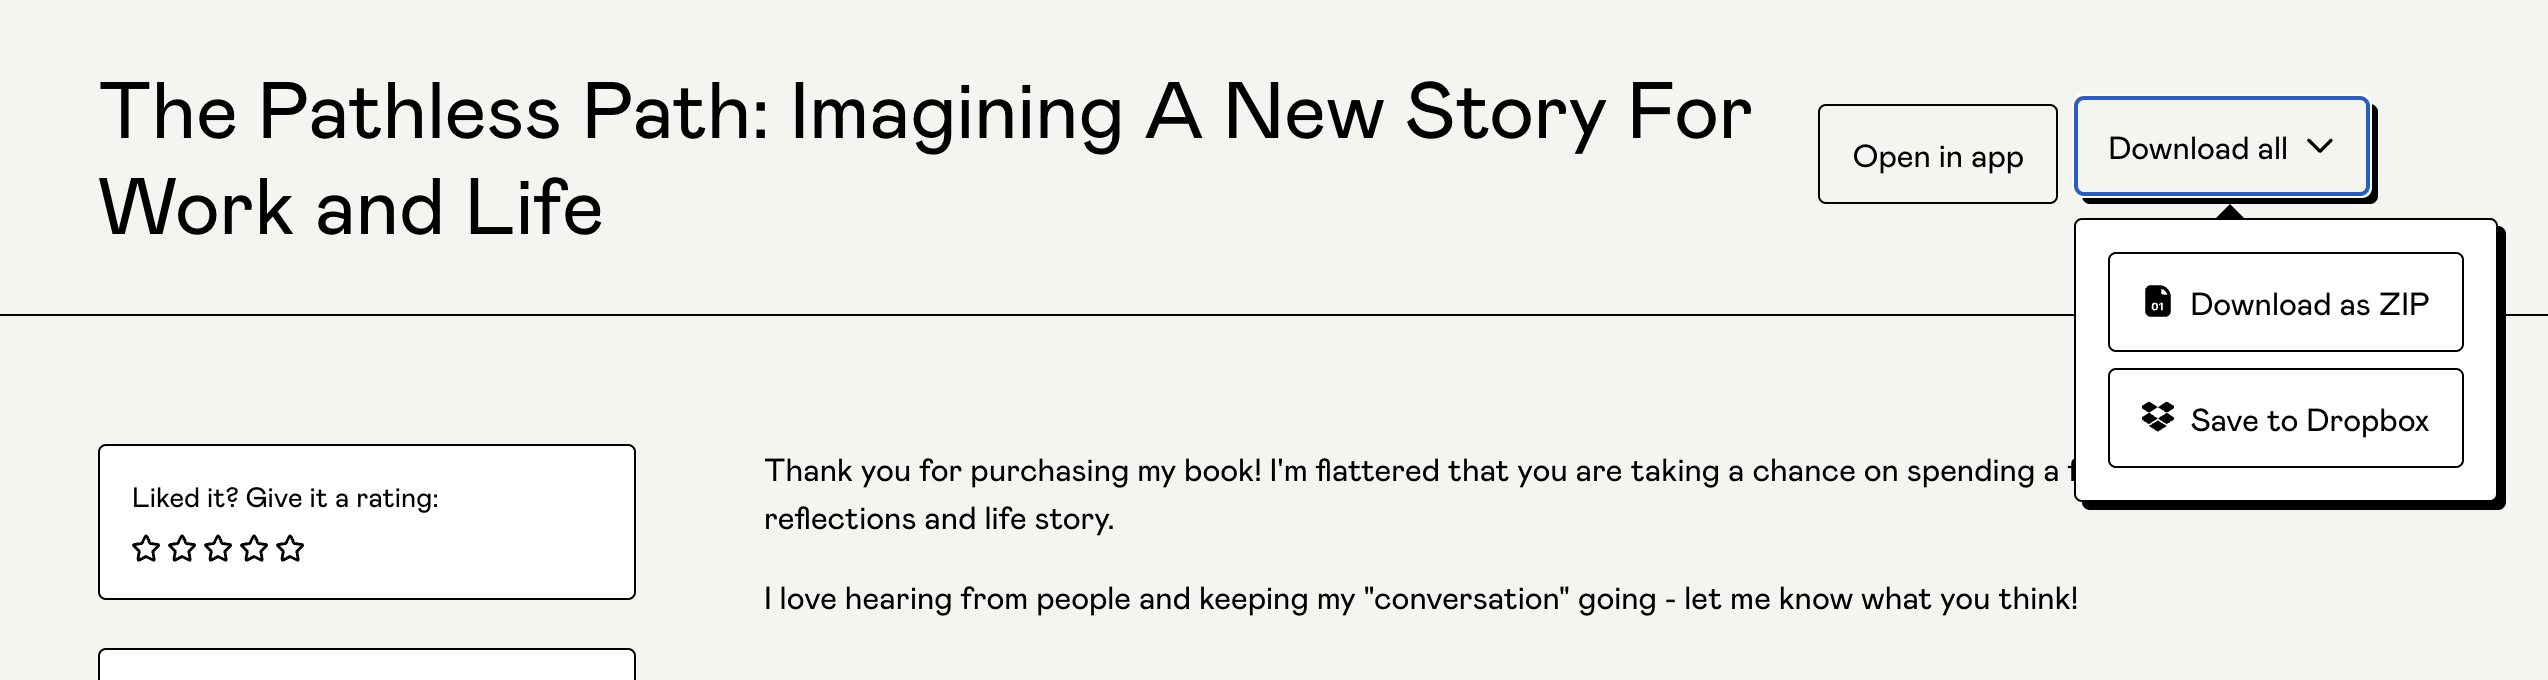 The Pathless Path: Imagining A New Story For
Work and Life
Open in app
Download all
Download as ZIP
Save to Dropbox
Liked it? Give it a rating:
Thank you for purchasing my book! I'm flattered that you are taking a chance on spending a
reflections and life story.
I love hearing from people and keeping my "conversation" going - let me know what you think!